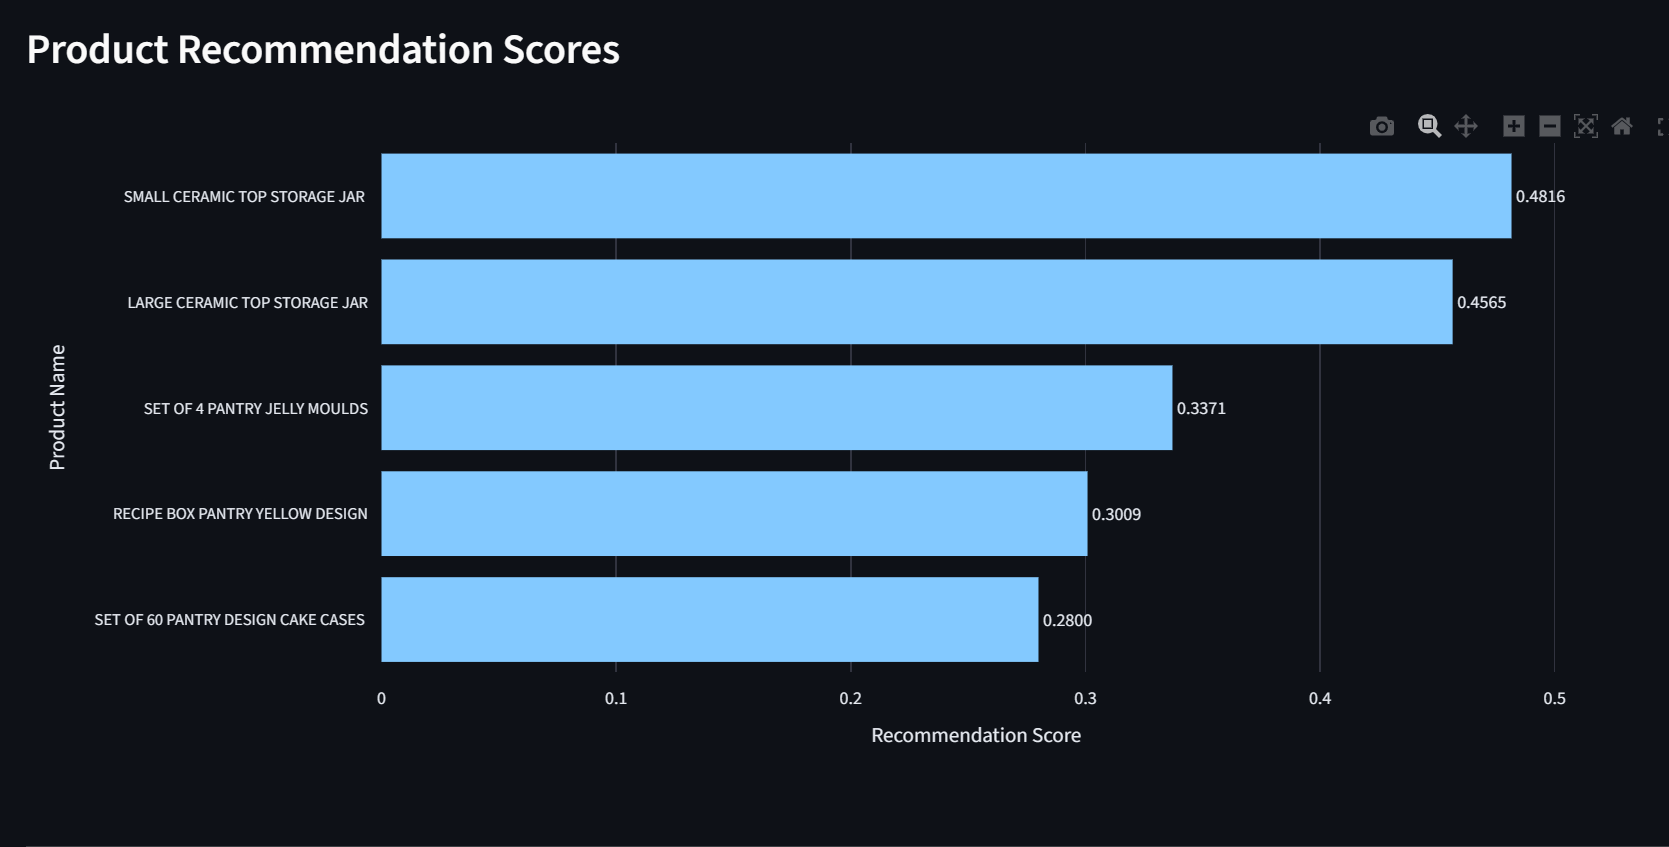 Product Recommendation Scores
SMALL CERAMIC TOP STORAGE JAR
0.4816
LARGE CERAMIC TOP STORAGE JAR
0.4565
SET OF 4 PANTRY JELLY MOULDS
0.3371
RECIPE BOX PANTRY YELLOW DESIGN
0.3009
SET OF 60 PANTRY DESIGN CAKE CASES
0.2800
Product Name
0
0.1
0.2
0.3
0.4
0.5
Recommendation Score